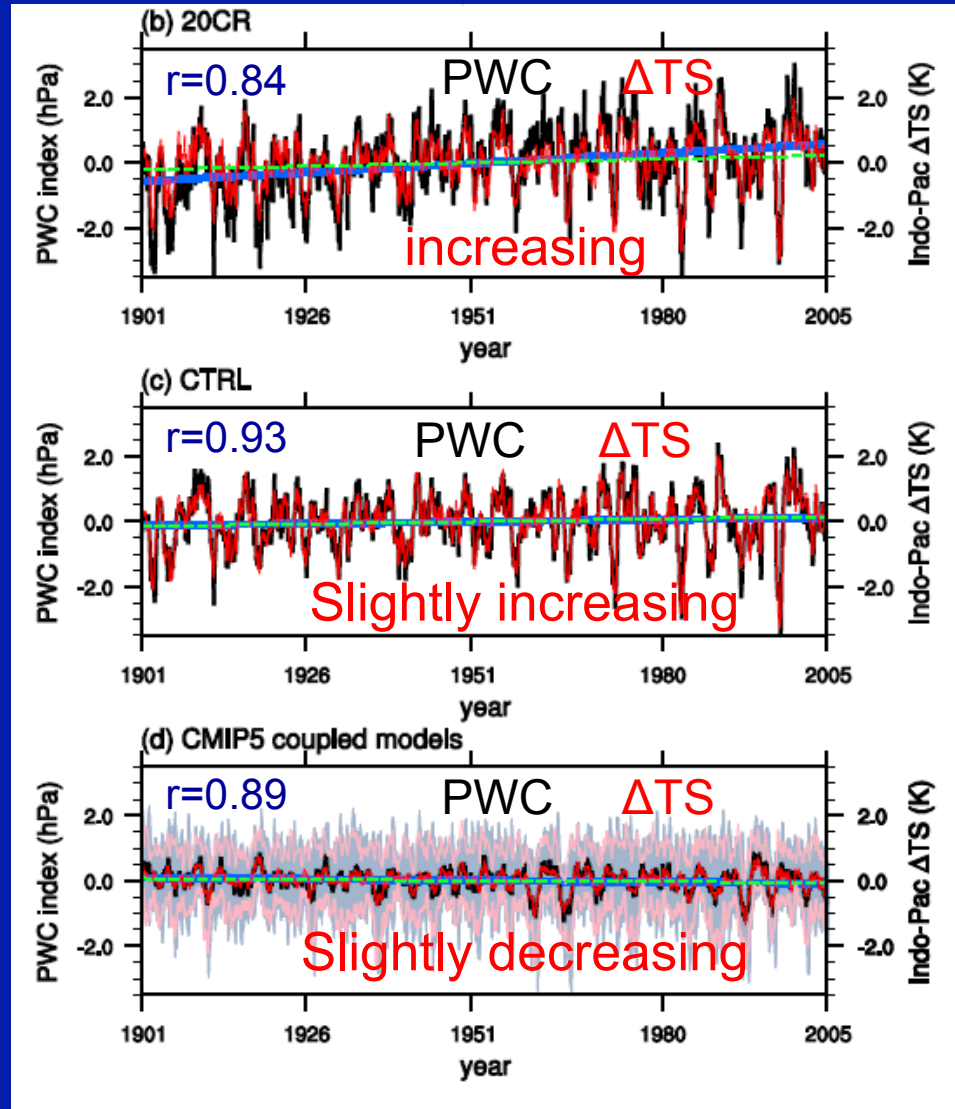 (b) 20CR
r=0.84 PWC ΔTS
PWC index (hPa)
2.0
0.0
-2.0
increasing
2.0
0.0
-2.0
Indo-Pac ΔTS (K)
1901 1926 1951 1980 2005
year
(c) CTRL
r=0.93 PWC ΔTS
PWC index (hPa)
2.0
0.0
-2.0
Slightly increasing
2.0
0.0
-2.0
Indo-Pac ΔTS (K)
1901 1926 1951 1980 2005
year
(d) CMIP5 coupled models
r=0.89 PWC ΔTS
PWC index (hPa)
2.0
0.0
-2.0
Slightly decreasing
2.0
0.0
-2.0
Indo-Pac ΔTS (K)
1901 1926 1951 1980 2005
year